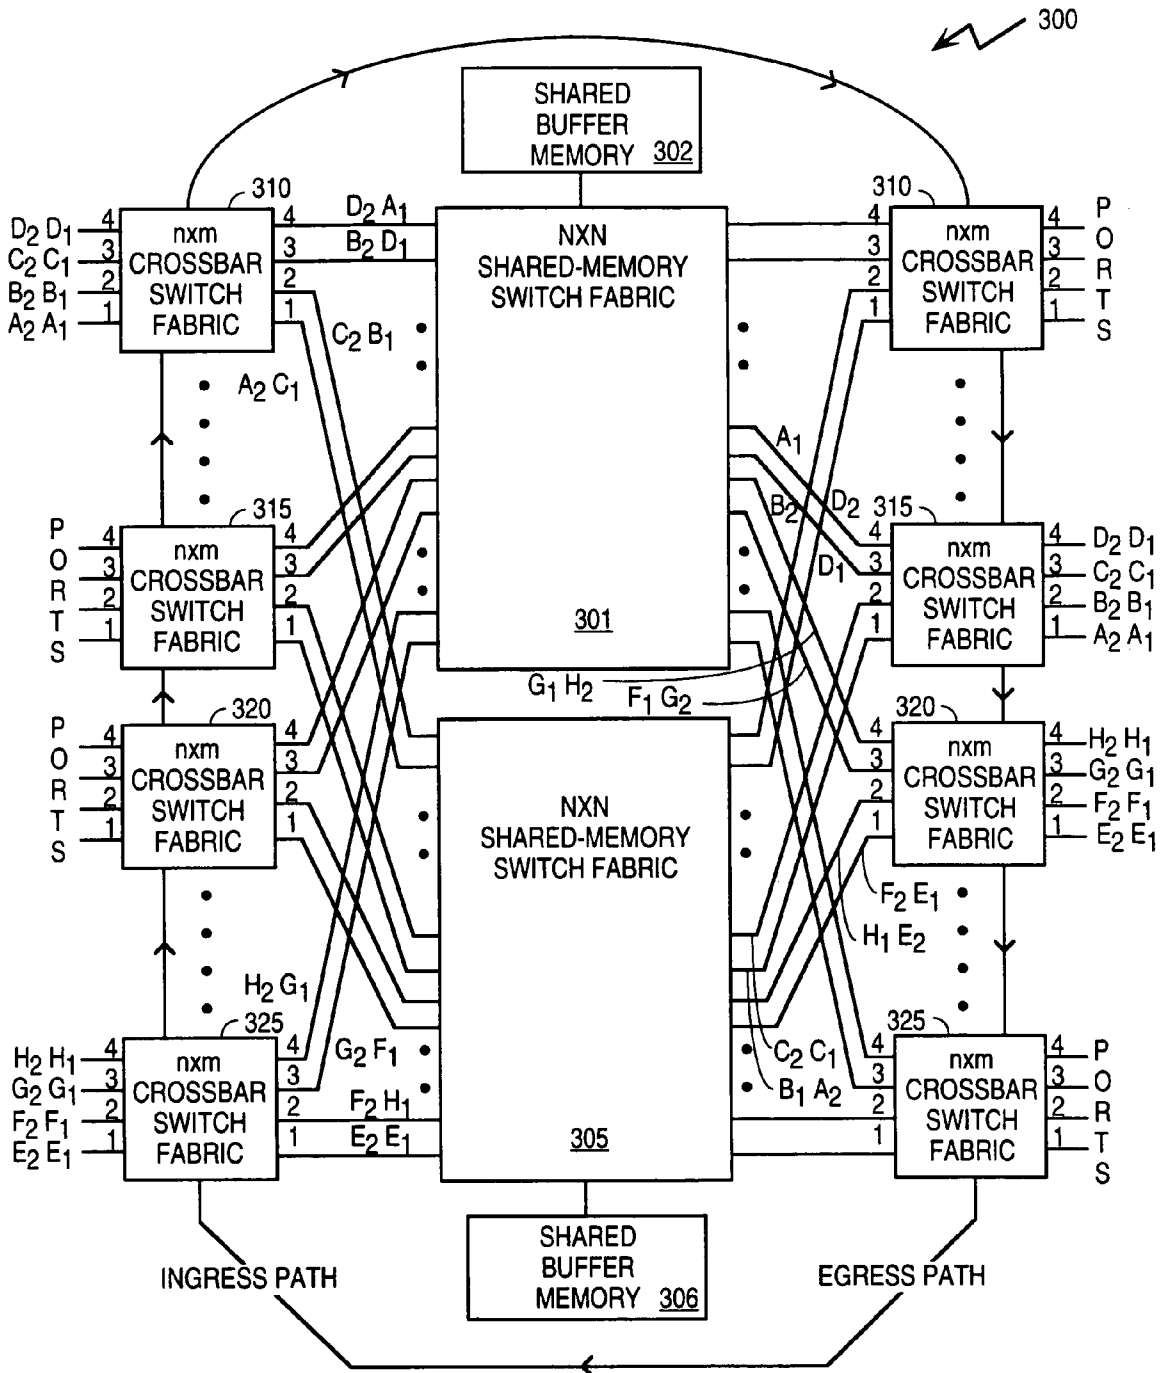 300
SHARED
BUFFER
MEMORY 302
310
nxm
CROSSBAR
SWITCH
FABRIC
D2 D1
C2 C1
B2 B1
A2 A1
4
3
2
1
4
3
2
1
D2 A1
B2 D1
C2 B1
A2 C1
NXN
SHARED-MEMORY
SWITCH FABRIC
301
310
nxm
CROSSBAR
SWITCH
FABRIC
4
3
2
1
4
3
2
1
P
O
R
T
S
315
nxm
CROSSBAR
SWITCH
FABRIC
P
O
R
T
S
4
3
2
1
4
3
2
1
A1
D2
B2
D1
G1 H2
F1 G2
315
nxm
CROSSBAR
SWITCH
FABRIC
4
3
2
1
4
3
2
1
D2 D1
C2 C1
B2 B1
A2 A1
320
nxm
CROSSBAR
SWITCH
FABRIC
P
O
R
T
S
4
3
2
1
4
3
2
1
NXN
SHARED-MEMORY
SWITCH FABRIC
305
320
nxm
CROSSBAR
SWITCH
FABRIC
4
3
2
1
4
3
2
1
H2 H1
G2 G1
F2 F1
E2 E1
F2 E1
H1 E2
C2 C1
B1 A2
325
nxm
CROSSBAR
SWITCH
FABRIC
H2 H1
G2 G1
F2 F1
E2 E1
4
3
2
1
4
3
2
1
H2 G1
G2 F1
F2 H1
E2 E1
325
nxm
CROSSBAR
SWITCH
FABRIC
4
3
2
1
4
3
2
1
P
O
R
T
S
SHARED
BUFFER
MEMORY 306
INGRESS PATH
EGRESS PATH